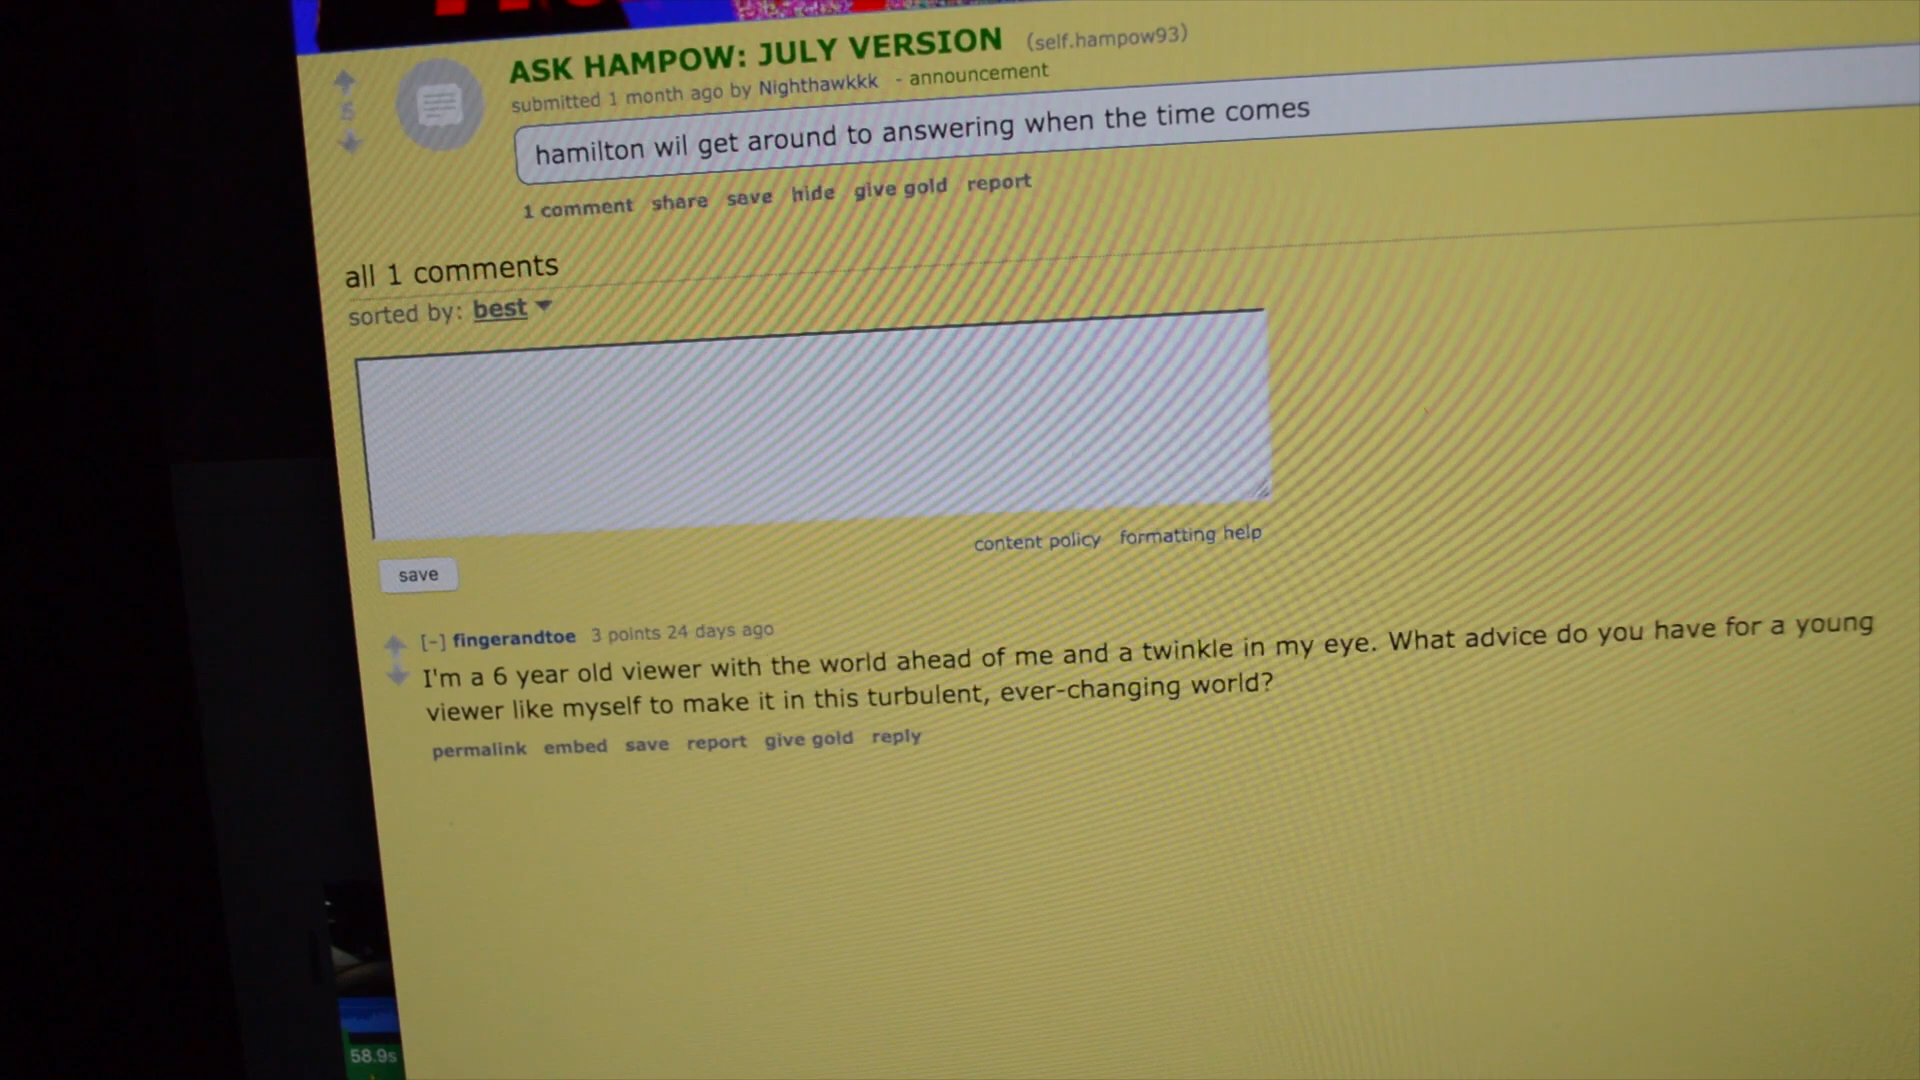 ASK HAMPOW: JULY VERSION (self.hampow93)
submitted 1 month ago by Nighthawkkk - announcement
5
hamilton wil get around to answering when the time comes
1 comment share save hide give gold report
all 1 comments
sorted by: best
content policy formatting help
save
[-] fingerandtoe 3 points 24 days ago
I'm a 6 year old viewer with the world ahead of me and a twinkle in my eye. What advice do you have for a young
viewer like myself to make it in this turbulent, ever-changing world?
permalink embed save report give gold reply
58.9s